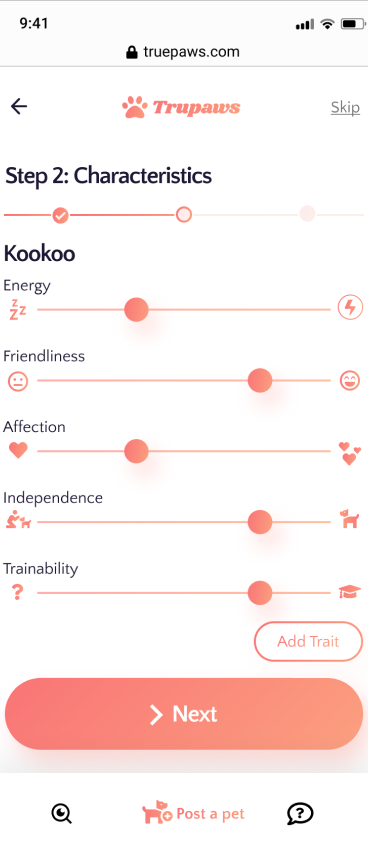 9:41
truepaws.com
Trupaws
Skip
Step 2: Characteristics
Kookoo
Energy
z z z
Friendliness
Affection
Independence
Trainability
?
Add Trait
Next
Post a pet
?